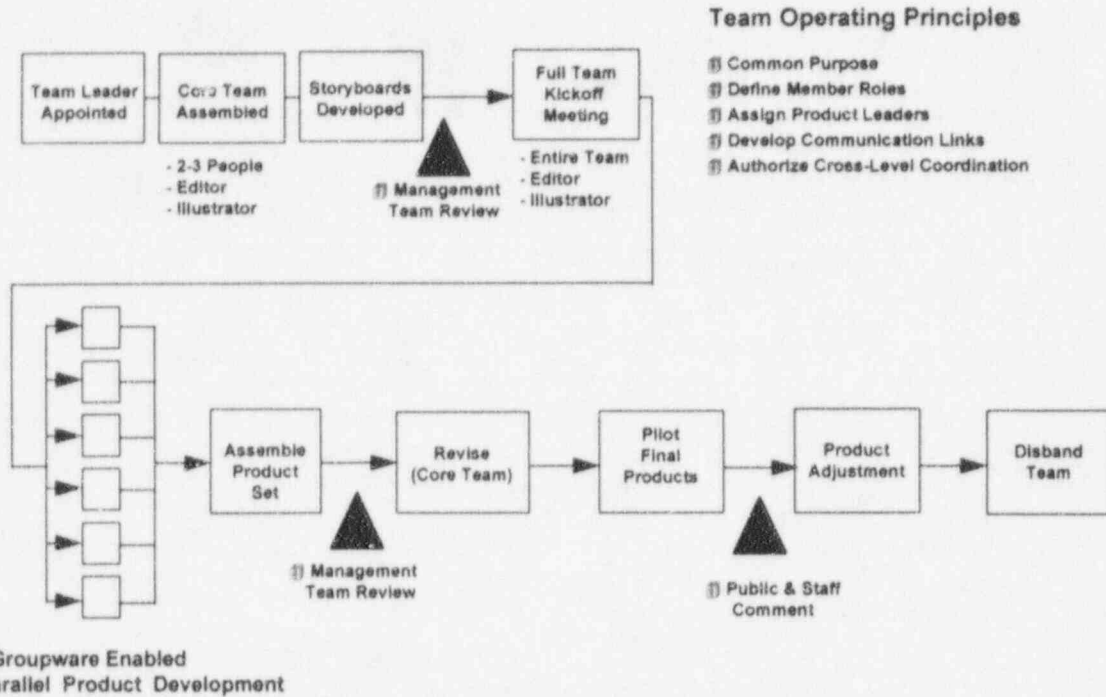 Team Operating Principles
Common Purpose
Define Member Roles
Assign Product Leaders
Develop Communication Links
Authorize Cross-Level Coordination
Team Leader
Appointed
Core Team
Assembled
- 2-3 People
- Editor
- Illustrator
Storyboards
Developed
Management
Team Review
Full Team
Kickoff
Meeting
- Entire Team
- Editor
- Illustrator
Assemble
Product
Set
Management
Team Review
Revise
(Core Team)
Pilot
Final
Products
Public & Staff
Comment
Product
Adjustment
Disband
Team
Groupware Enabled
rallel Product Development